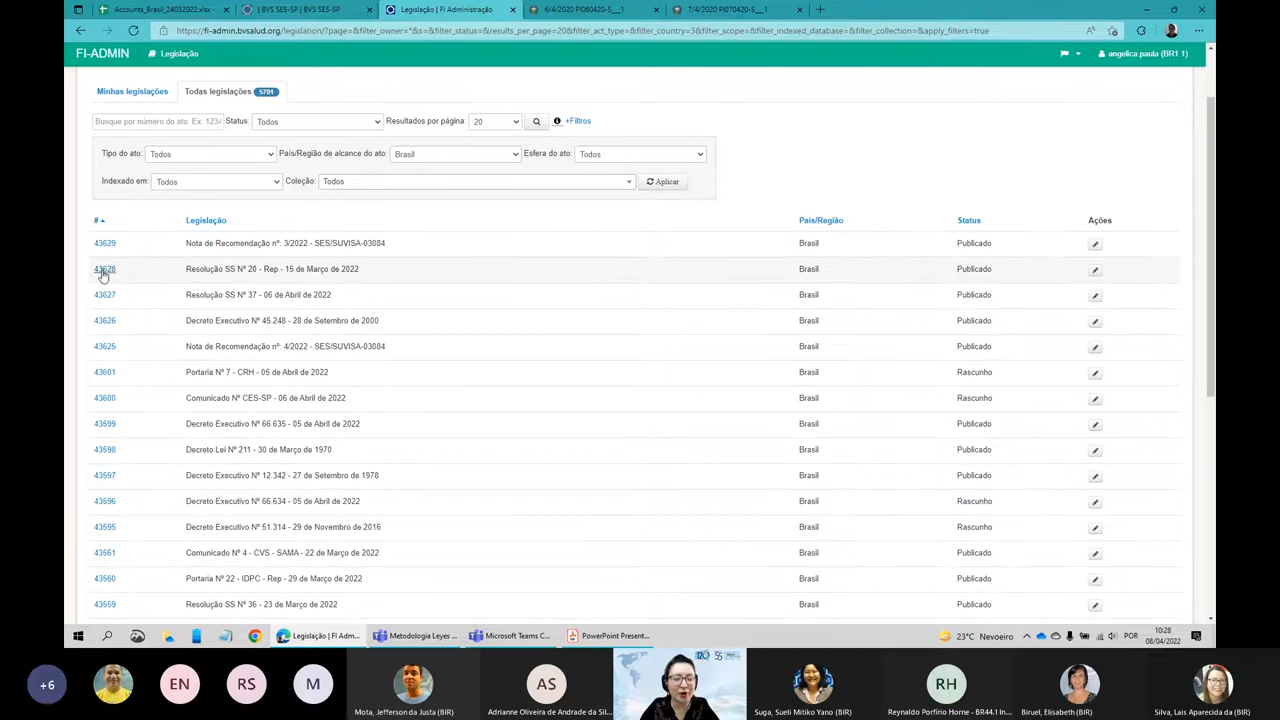 Accounts_Brasil_24032022.xlsx -
| BVS SES-SP | BVS SES-SP
Legislação | FI Administração
6/4/2020 PI060420-S___1
7/4/2020 PI070420-S___1
https://fi-admin.bvsalud.org/legislation/?page=&filter_owner=*&s=&filter_status=&results_per_page=20&filter_act_type=&filter_country=3&filter_scope=&filter_indexed_database=&filter_collection=&apply_filters=true
FI-ADMIN Legislação angelica.paula (BR1.1)
Minhas legislações Todas legislações 5701
Busque por número do ato. Ex. 1234 Status: Todos Resultados por página: 20 +Filtros
Tipo do ato: Todos País/Região de alcance do ato: Brasil Esfera do ato: Todos
Indexado em: Todos Coleção: Todos Aplicar
# Legislação País/Região Status Ações
43629 Nota de Recomendação nº: 3/2022 - SES/SUVISA-03084 Brasil Publicado
43628 Resolução SS Nº 20 - Rep - 15 de Março de 2022 Brasil Publicado
43627 Resolução SS Nº 37 - 06 de Abril de 2022 Brasil Publicado
43626 Decreto Executivo Nº 45.248 - 28 de Setembro de 2000 Brasil Publicado
43625 Nota de Recomendação nº: 4/2022 - SES/SUVISA-03084 Brasil Publicado
43601 Portaria Nº 7 - CRH - 05 de Abril de 2022 Brasil Rascunho
43600 Comunicado Nº CES-SP - 06 de Abril de 2022 Brasil Rascunho
43599 Decreto Executivo Nº 66.635 - 05 de Abril de 2022 Brasil Publicado
43598 Decreto Lei Nº 211 - 30 de Março de 1970 Brasil Publicado
43597 Decreto Executivo Nº 12.342 - 27 de Setembro de 1978 Brasil Publicado
43596 Decreto Executivo Nº 66.634 - 05 de Abril de 2022 Brasil Rascunho
43595 Decreto Executivo Nº 51.314 - 29 de Novembro de 2016 Brasil Rascunho
43561 Comunicado Nº 4 - CVS - SAMA - 22 de Março de 2022 Brasil Publicado
43560 Portaria Nº 22 - IDPC - Rep - 29 de Março de 2022 Brasil Publicado
43559 Resolução SS Nº 36 - 23 de Março de 2022 Brasil Publicado
Legislação | FI Adm... Metodologia Leyes ... Microsoft Teams C... PowerPoint Present... 23°C Nevoeiro POR 10:28
08/04/2022
+6 EN RS M AS RH
Mota, Jefferson da Justa (BIR) Adrianne Oliveira de Andrade da Sil... Suga, Sueli Mitiko Yano (BIR) Reynaldo Porfírio Horne - BR44.1 In... Biruel, Elisabeth (BIR) Silva, Lais Aparecida da (BIR)